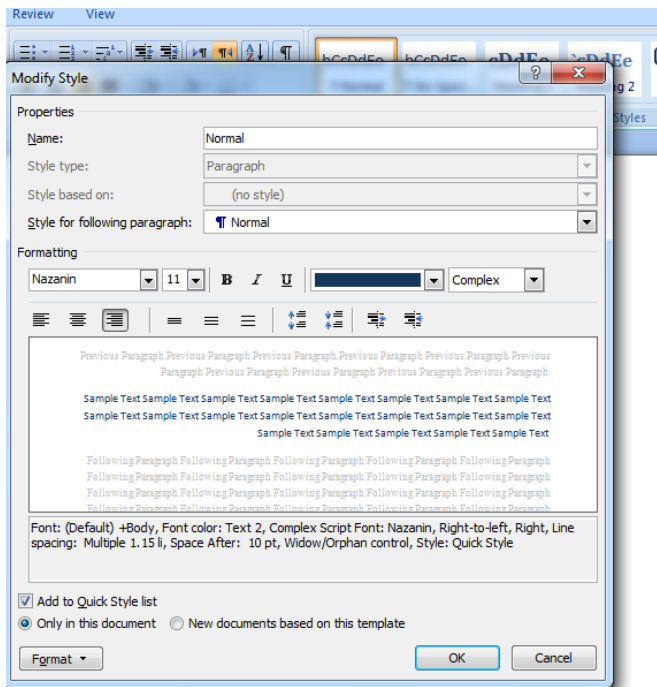 Review View
bCcDdEe bCcDdEe cDdEe
Modify Style
g 2
Styles
Properties
Name: Normal
Style type: Paragraph
Style based on: (no style)
Style for following paragraph: ¶ Normal
Formatting
Nazanin 11 B I U Complex
Previous Paragraph Previous Paragraph Previous Paragraph Previous Paragraph Previous Paragraph Previous
Paragraph Previous Paragraph Previous Paragraph Previous Paragraph Previous Paragraph
Sample Text Sample Text Sample Text Sample Text Sample Text Sample Text Sample Text Sample Text
Sample Text Sample Text Sample Text Sample Text Sample Text Sample Text Sample Text Sample Text
Sample Text Sample Text Sample Text Sample Text Sample Text
Following Paragraph Following Paragraph Following Paragraph Following Paragraph Following Paragraph
Following Paragraph Following Paragraph Following Paragraph Following Paragraph Following Paragraph
Following Paragraph Following Paragraph Following Paragraph Following Paragraph Following Paragraph
Following Paragraph Following Paragraph Following Paragraph Following Paragraph Following Paragraph
Font: (Default) +Body, Font color: Text 2, Complex Script Font: Nazanin, Right-to-left, Right, Line
spacing: Multiple 1.15 li, Space After: 10 pt, Widow/Orphan control, Style: Quick Style
Add to Quick Style list
Only in this document New documents based on this template
Format OK Cancel